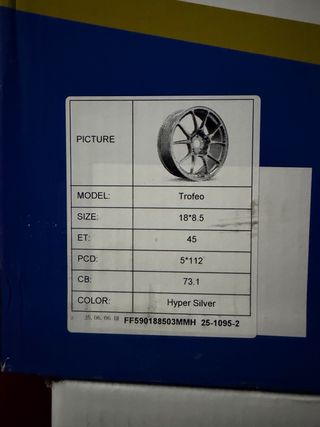 PICTURE
MODEL: Trofeo
SIZE: 18*8.5
ET: 45
PCD: 5*112
CB: 73.1
COLOR: Hyper Silver
FF590188503MMH 25-1095-2